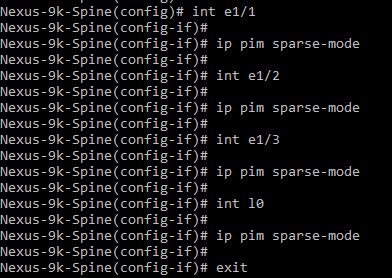 Nexus-9k-Spine(config)# int e1/1
Nexus-9k-Spine(config-if)#
Nexus-9k-Spine(config-if)# ip pim sparse-mode
Nexus-9k-Spine(config-if)#
Nexus-9k-Spine(config-if)# int e1/2
Nexus-9k-Spine(config-if)#
Nexus-9k-Spine(config-if)# ip pim sparse-mode
Nexus-9k-Spine(config-if)#
Nexus-9k-Spine(config-if)# int e1/3
Nexus-9k-Spine(config-if)#
Nexus-9k-Spine(config-if)# ip pim sparse-mode
Nexus-9k-Spine(config-if)#
Nexus-9k-Spine(config-if)# int l0
Nexus-9k-Spine(config-if)#
Nexus-9k-Spine(config-if)# ip pim sparse-mode
Nexus-9k-Spine(config-if)#
Nexus-9k-Spine(config-if)# exit